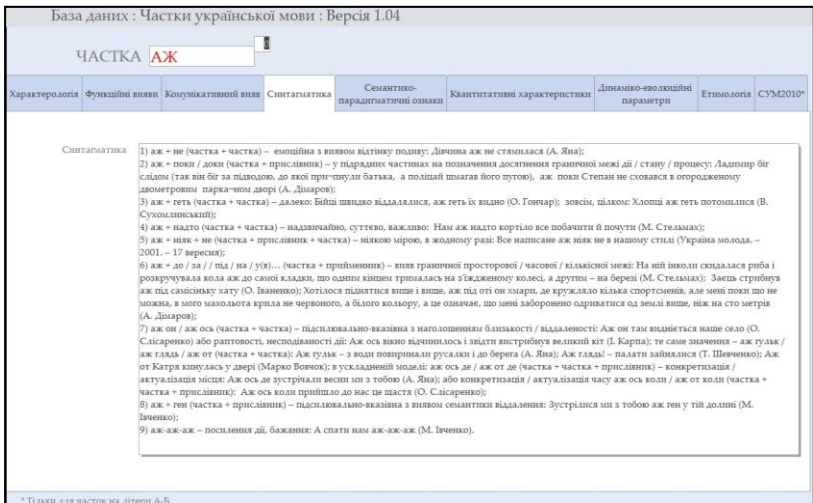 База даних : Частки української мови : Версія 1.04
ЧАСТКА АЖ
Характерологія Функційні вияви Комунікативний вияв Синтагматика Семантико-парадигматичні ознаки Квантитативні характеристики Динаміко-еволюційні параметри Етимологія СУМ2010*
Синтагматика
1) аж + не (частка + частка) – емоційна з виявом відтінку подиву: Дівчина аж не стямилася (А. Яна);
2) аж + поки / доки (частка + прислівник) – у підрядних частинах на позначення досягнення граничної межі дії / стану / процесу: Ладимир біг
слідом (так він біг за підводою, до якої при¬пнули батька, а поліцай шмагав його пугою), аж поки Степан не сховався в огородженому
двометровим парка¬ном дворі (А. Дімаров);
3) аж + геть (частка + частка) – далеко: Бійці швидко віддалялися, аж геть їх видно (О. Гончар); зовсім, цілком: Хлопці аж геть потомилися (В.
Сухомлинський);
4) аж + надто (частка + частка) – надзвичайно, суттєво, важливо: Нам аж надто кортіло все побачити й почути (М. Стельмах);
5) аж + ніяк + не (частка + прислівник + частка) – ніякою мірою, в жодному разі: Все написане аж ніяк не в нашому стилі (Україна молода. –
2001. – 17 вересня);
6) аж + до / за / / під / на / у(в)… (частка + прийменник) – вияв граничної просторової / часової / кількісної межі: На ній інколи скидалася риба і
розкручувала кола аж до самої кладки, що одним кінцем трималась на з'їждженому колесі, а другим – на березі (М. Стельмах); Заєць стрибнув
аж під самісіньку хату (О. Іваненко); Хотілося піднятися вище і вище, аж під оті он хмари, де кружляло кілька спортсменів, але мені поки що не
можна, в мого махольота крила не червоного, а білого кольору, а це означає, що мені заборонено одриватися од землі вище, ніж на сто метрів
(А. Дімаров);
7) аж он / аж ось (частка + частка) – підсилювально-вказівна з наголошенням близькості / віддаленості: Аж он там видніється наше село (О.
Слісаренко) або раптовості, несподіваності дії: Аж ось вікно відчинилось і звідти вистрибнув великий кіт (І. Карпа); те саме значення – аж гульк /
аж глядь / аж от (частка + частка): Аж гульк – з води повиринали русалки і до берега (А. Яна); Аж глядь! – палати зайнялися (Т. Шевченко); Аж
от Катря кинулась у двері (Марко Вовчок); в ускладненій моделі: аж ось де / аж от де (частка + частка + прислівник) – конкретизація /
актуалізація місця: Аж ось де зустрічали весни ми з тобою (А. Яна); або конкретизація / актуалізація часу аж ось коли / аж от коли (частка +
частка + прислівник): Аж ось коли прийшло до нас це щастя (О. Слісаренко);
8) аж + ген (частка + прислівник) – підсилювально-вказівна з виявом семантики віддалення: Зустрілися ми з тобою аж ген у тій долині (М.
Івченко);
9) аж-аж-аж – посилення дії, бажання: А спати нам аж-аж-аж (М. Івченко).
* Тільки для часток на літери А-Б